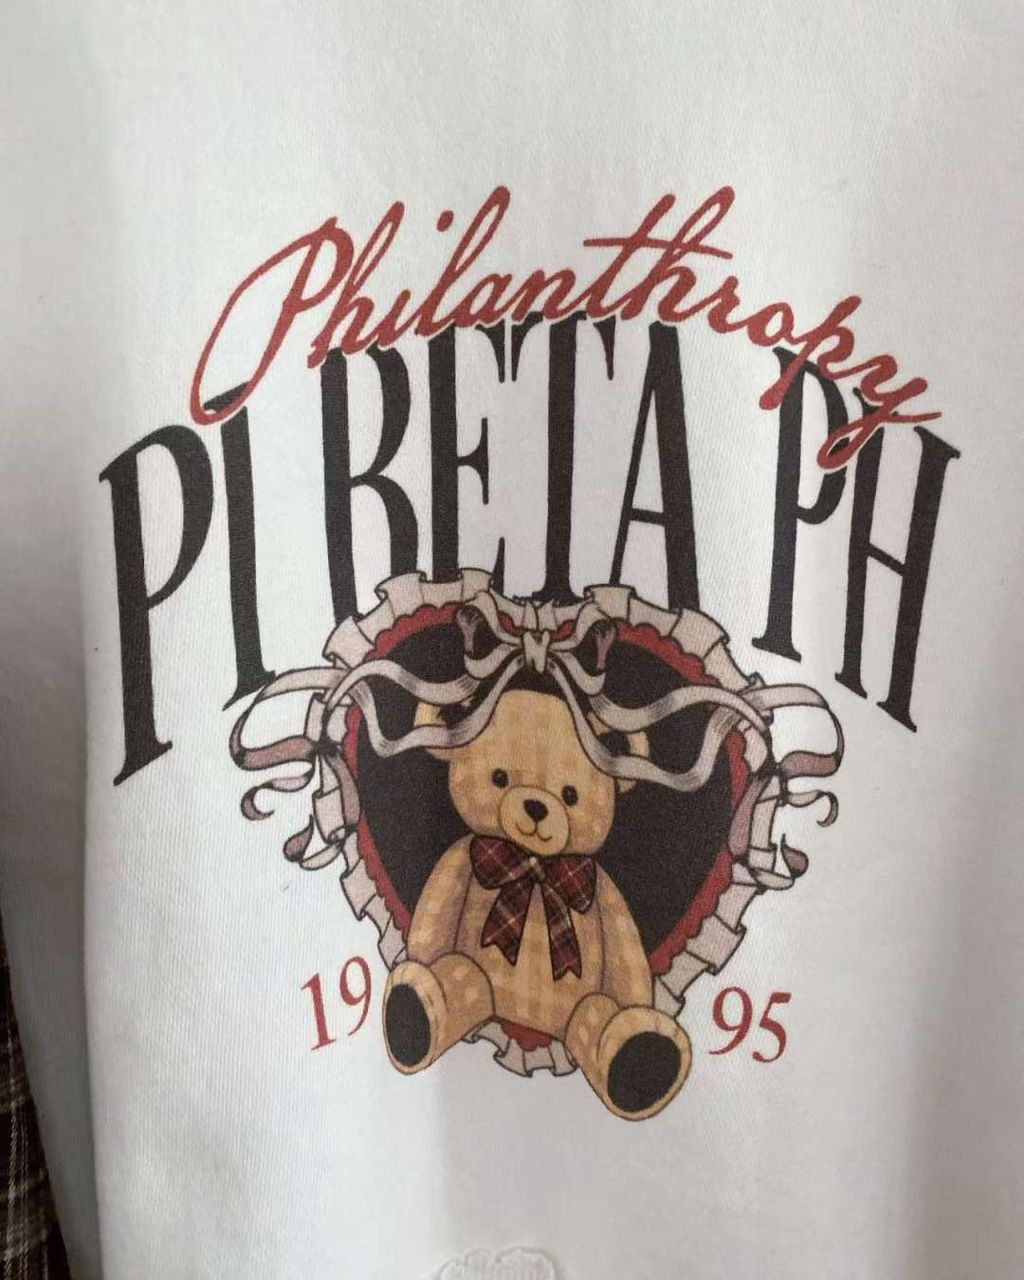 Philanthropy
PI BETA PH
19 95